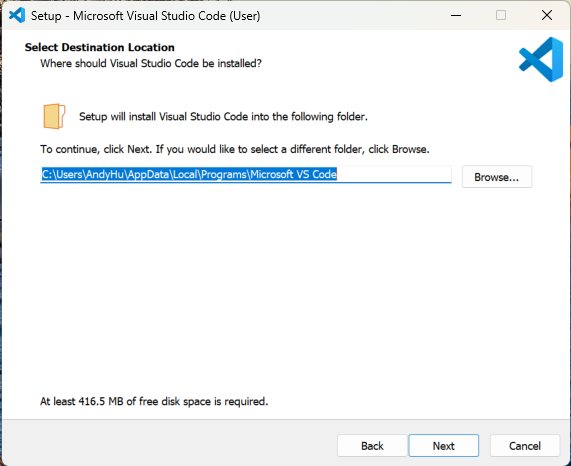 Setup - Microsoft Visual Studio Code (User)
Select Destination Location
Where should Visual Studio Code be installed?
Setup will install Visual Studio Code into the following folder.
To continue, click Next. If you would like to select a different folder, click Browse.
C:\Users\AndyHu\AppData\Local\Programs\Microsoft VS Code
Browse...
At least 416.5 MB of free disk space is required.
Back
Next
Cancel